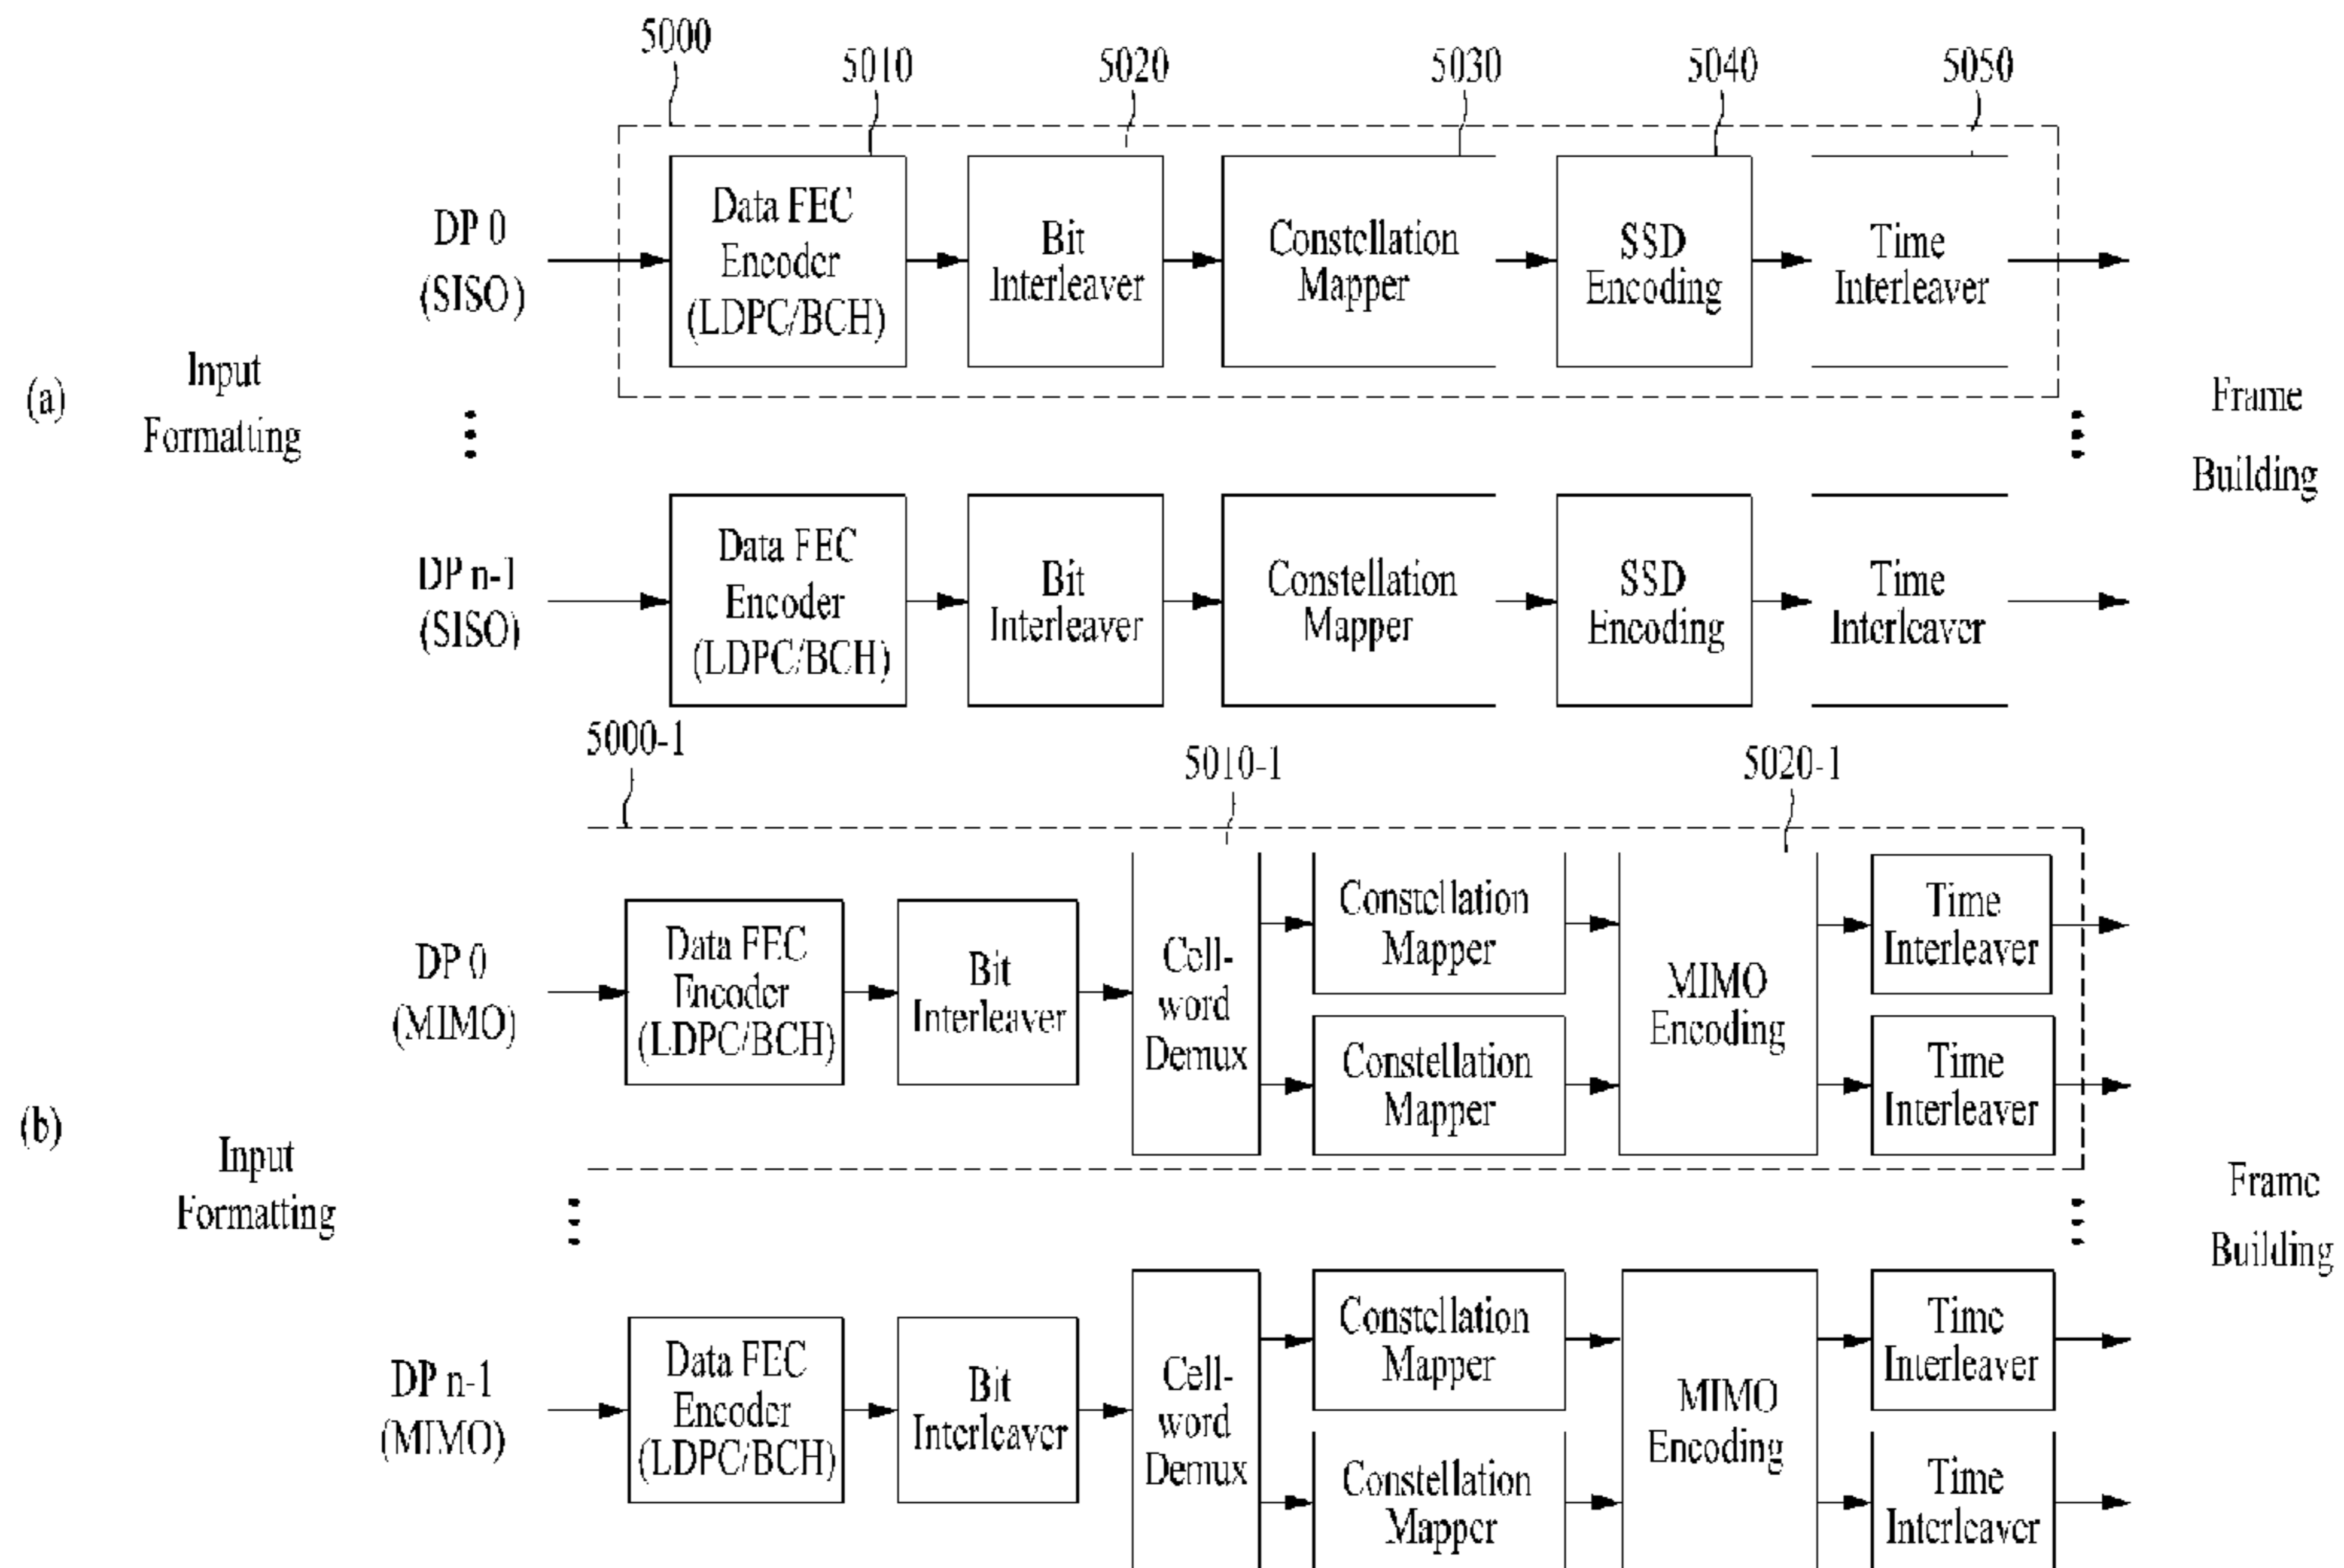 5000
5010
5020
5030
5040
5050
DP 0
(SISO)
Data FEC
Encoder
(LDPC/BCH)
Bit
Interleaver
Constellation
Mapper
SSD
Encoding
Time
Interleaver
(a)
Input
Formatting
Frame
Building
DP n-1
(SISO)
Data FEC
Encoder
(LDPC/BCH)
Bit
Interleaver
Constellation
Mapper
SSD
Encoding
Time
Interleaver
5000-1
5010-1
5020-1
DP 0
(MIMO)
Data FEC
Encoder
(LDPC/BCH)
Bit
Interleaver
Cell-
word
Demux
Constellation
Mapper
Constellation
Mapper
MIMO
Encoding
Time
Interleaver
Time
Interleaver
(b)
Input
Formatting
Frame
Building
DP n-1
(MIMO)
Data FEC
Encoder
(LDPC/BCH)
Bit
Interleaver
Cell-
word
Demux
Constellation
Mapper
Constellation
Mapper
MIMO
Encoding
Time
Interleaver
Time
Interleaver